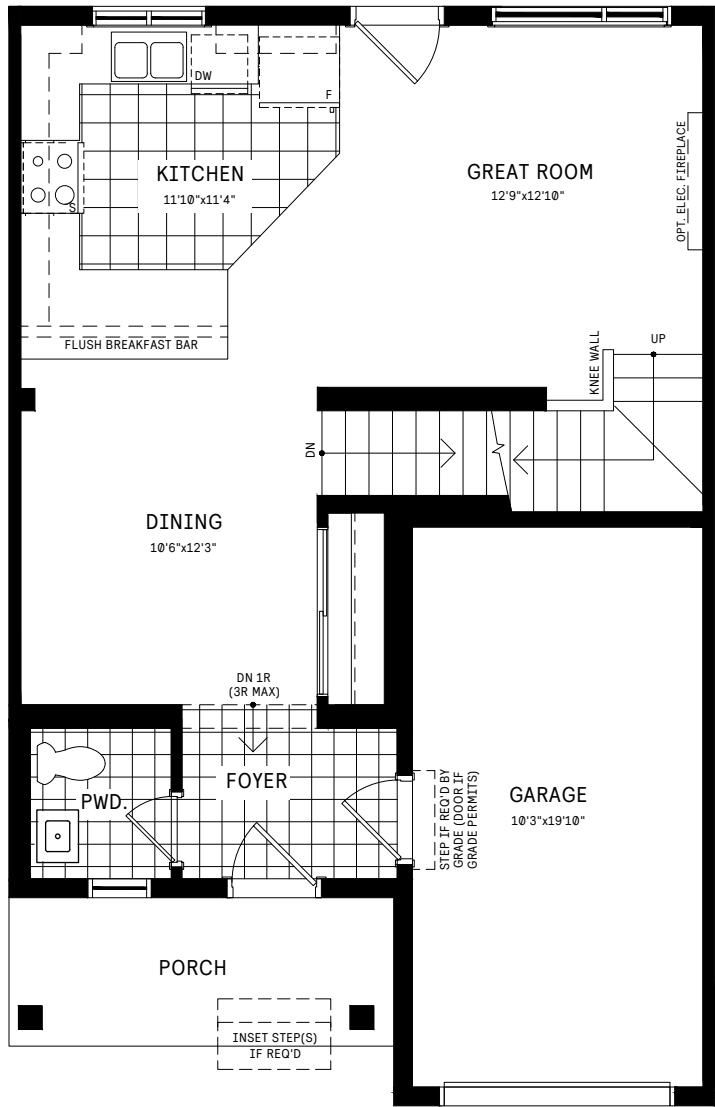 DW
F
KITCHEN
11'10"x11'4"
S
FLUSH BREAKFAST BAR
GREAT ROOM
12'9"x12'10"
OPT. ELEC. FIREPLACE
KNEE WALL
UP
DN
DINING
10'6"x12'3"
DN 1R
(3R MAX)
FOYER
PWD.
STEP IF REQ'D BY
GRADE (DOOR IF
GRADE PERMITS)
GARAGE
10'3"x19'10"
PORCH
INSET STEP(S)
IF REQ'D